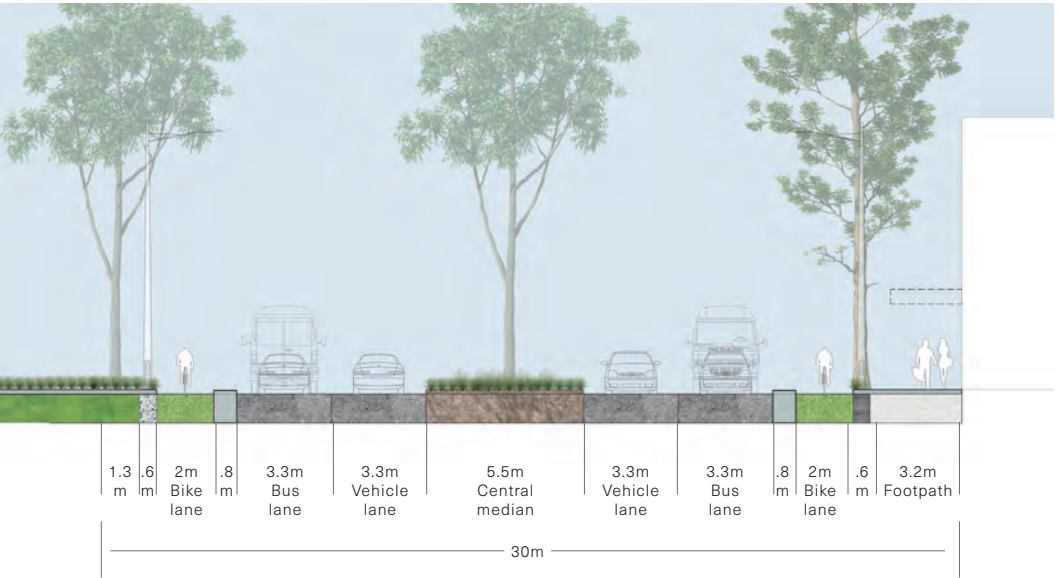 1.3
m
.6
m
2m
Bike
lane
.8
m
3.3m
Bus
lane
3.3m
Vehicle
lane
5.5m
Central
median
3.3m
Vehicle
lane
3.3m
Bus
lane
.8
m
2m
Bike
lane
.6
m
3.2m
Footpath
30m